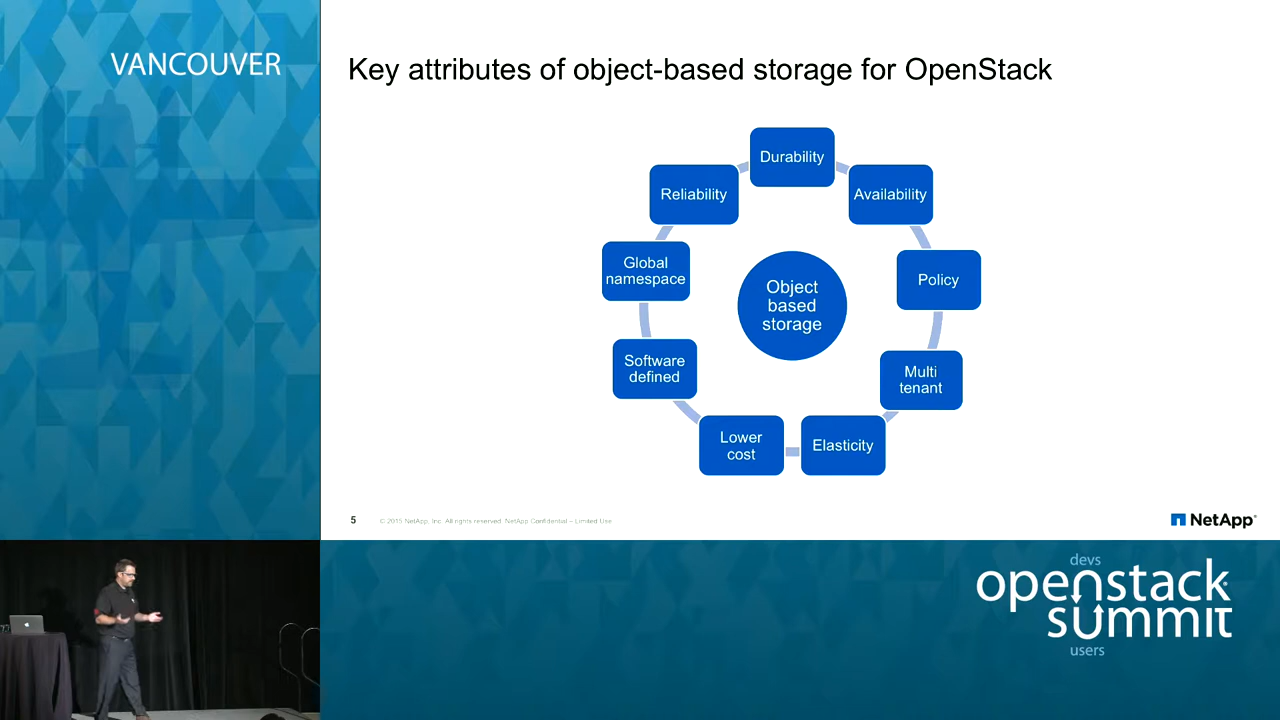 VANCOUVER
Key attributes of object-based storage for OpenStack
Durability
Reliability
Availability
Global
namespace
Policy
Object
based
storage
Software
defined
Multi
tenant
Lower
cost
Elasticity
5
© 2015 NetApp, Inc. All rights reserved. NetApp Confidential – Limited Use
NetApp
devs
openstack
summit
users